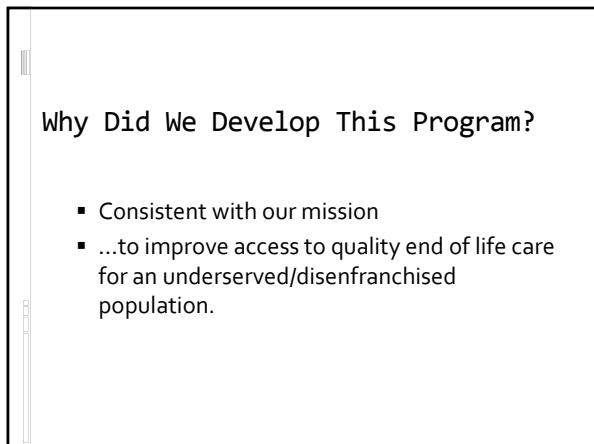 Why Did We Develop This Program?
▪ Consistent with our mission
▪ …to improve access to quality end of life care
for an underserved/disenfranchised
population.